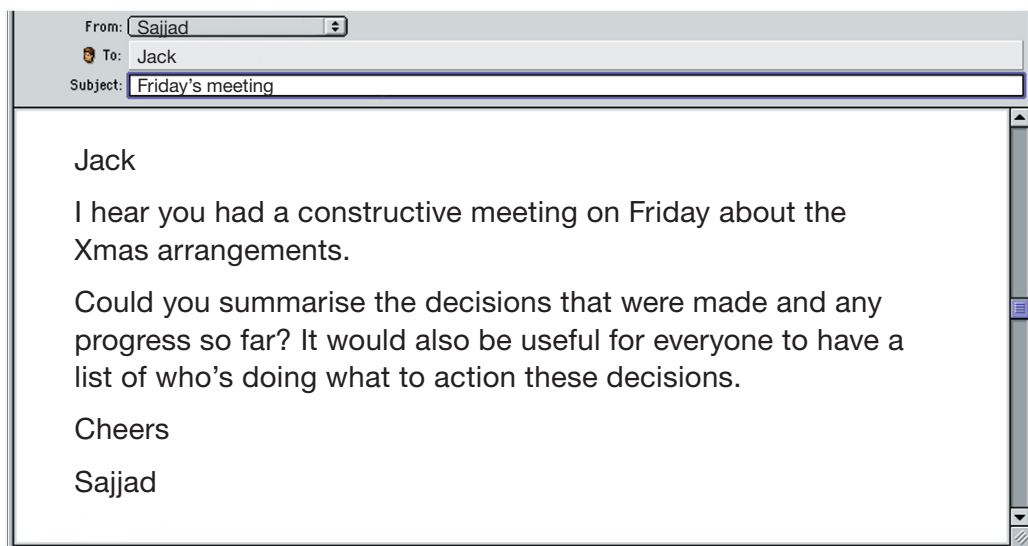 From: Sajjad
To: Jack
Subject: Friday's meeting
Jack
I hear you had a constructive meeting on Friday about the
Xmas arrangements.
Could you summarise the decisions that were made and any
progress so far? It would also be useful for everyone to have a
list of who's doing what to action these decisions.
Cheers
Sajjad